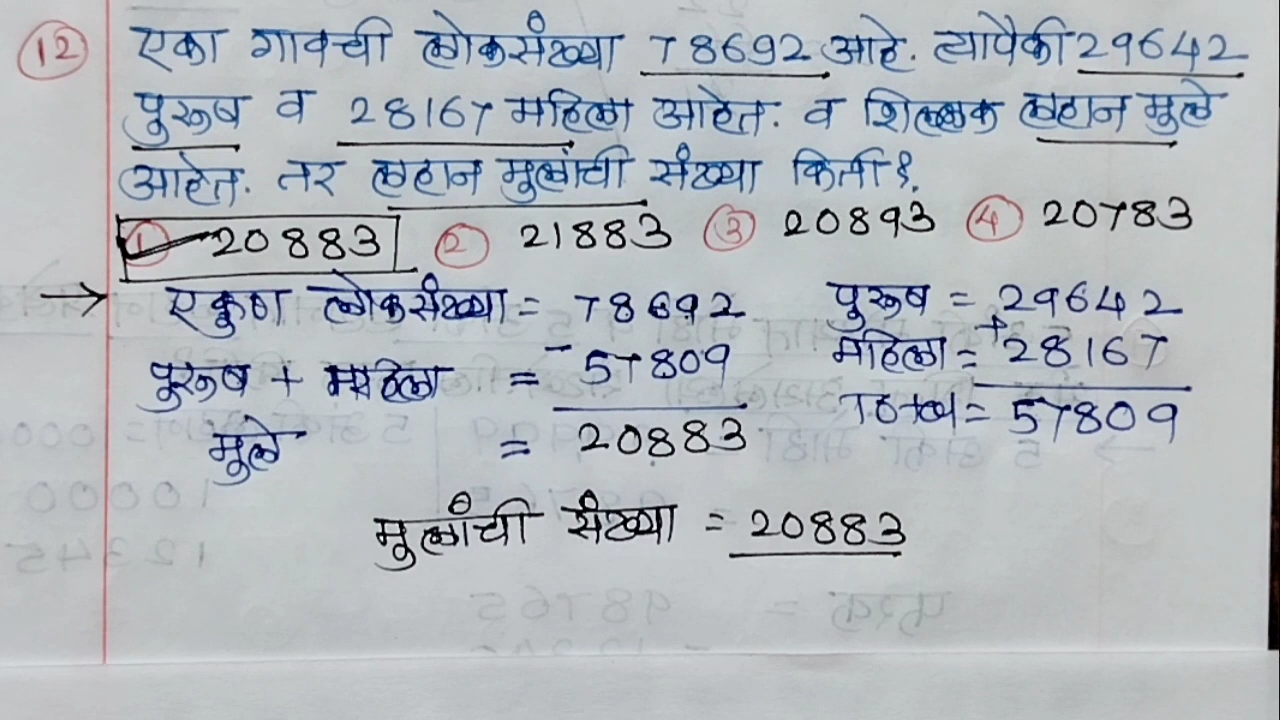 12 एका गावची लोकसंख्या 78692 आहे. त्यापैकी 29642
पुरूष व 28167 महिला आहेत. व शिल्लक लहान मुले
आहेत. तर लहान मुलांची संख्या किती?
1 20883 2 21883 3 20893 4 20783
→ एकुण लोकसंख्या = 78692 पुरूष = 29642
पुरूष + महिला = - 57809 महिला = + 28167
मुले = 20883 Total = 57809
मुलांची संख्या = 20883